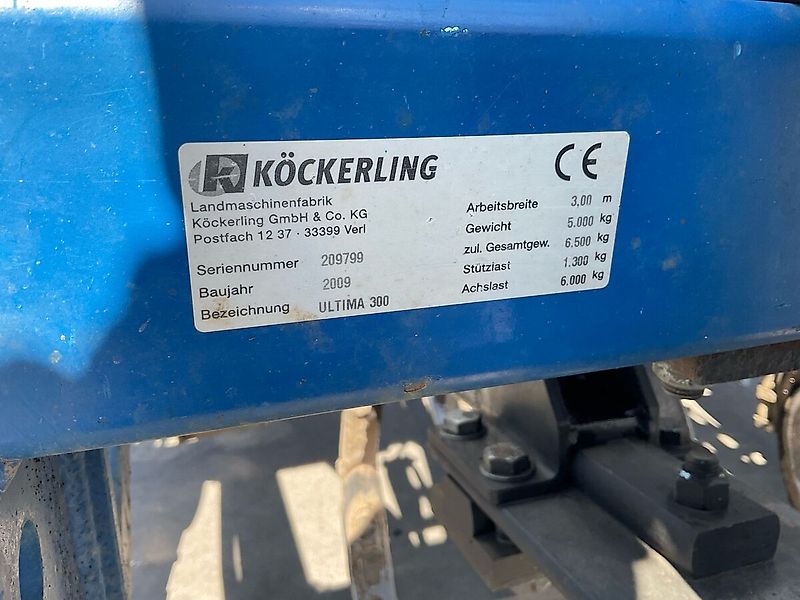 KÖCKERLING CE
Landmaschinenfabrik
Köckerling GmbH & Co. KG
Postfach 12 37 · 33399 Verl
Seriennummer 209799
Baujahr 2009
Bezeichnung ULTIMA 300
Arbeitsbreite 3,00 m
Gewicht 5.000 kg
zul. Gesamtgew. 6.500 kg
Stützlast 1.300 kg
Achslast 6.000 kg